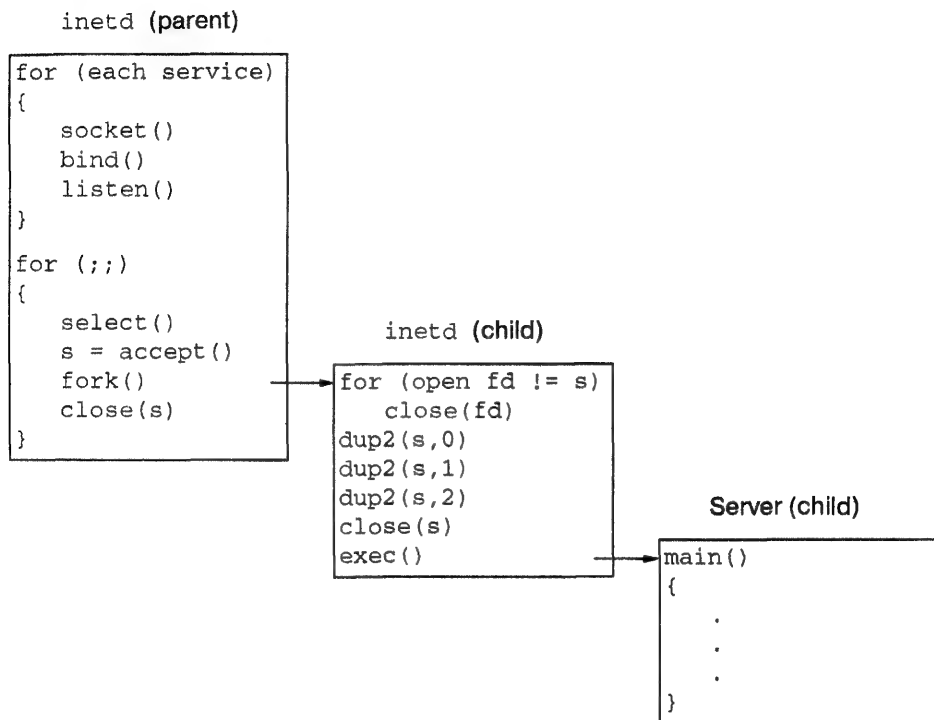 inetd (parent)
for (each service)
{
socket()
bind()
listen()
}
for (;;)
{
select()
s = accept()
fork()
close(s)
}
inetd (child)
for (open fd != s)
close(fd)
dup2(s,0)
dup2(s,1)
dup2(s,2)
close(s)
exec()
Server (child)
main()
{
.
.
.
}